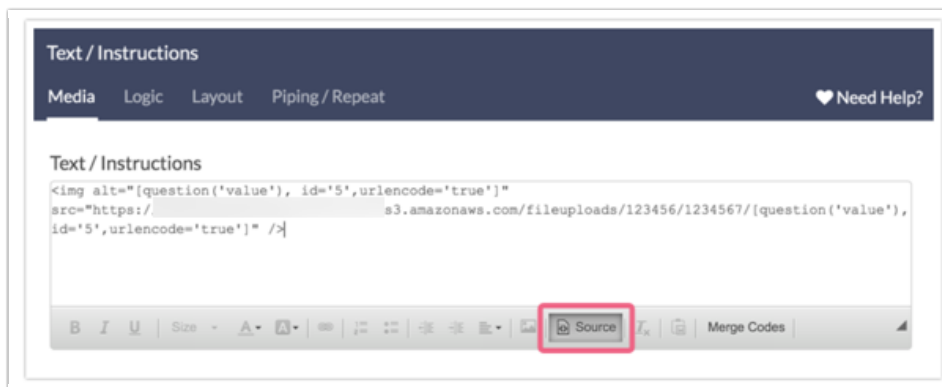 Text / Instructions
Media Logic Layout Piping / Repeat Need Help?
Text / Instructions
<img alt="[question('value'), id='5',urlencode='true']"
src="https:/ s3.amazonaws.com/fileuploads/123456/1234567/[question('value'),
id='5',urlencode='true']" />
B I U Size A A Source Tx Merge Codes